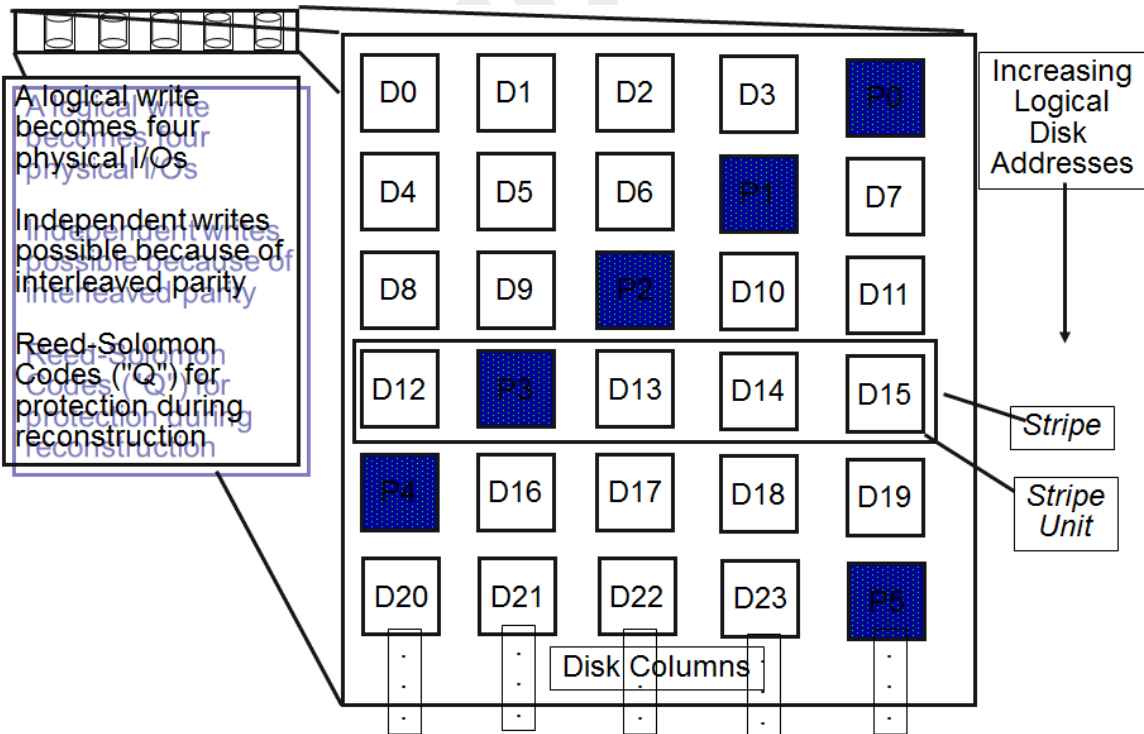 A logical write
becomes four
physical I/Os
Independent writes
possible because of
interleaved parity
Reed-Solomon
Codes ("Q") for
protection during
reconstruction
D0 D1 D2 D3 P0
D4 D5 D6 P1 D7
D8 D9 P2 D10 D11
D12 P3 D13 D14 D15
P4 D16 D17 D18 D19
D20 D21 D22 D23 P5
Disk Columns
Increasing
Logical
Disk
Addresses
Stripe
Stripe
Unit